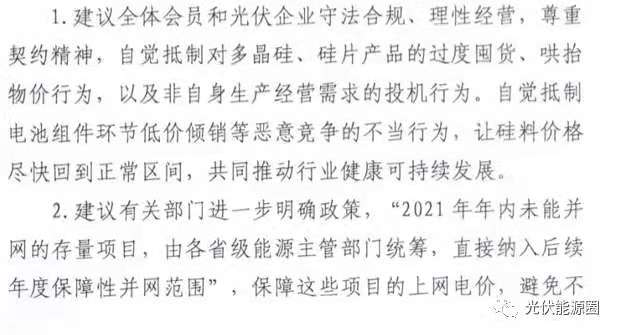 1.建议全体会员和光伏企业守法合规、理性经营，尊重
契约精神，自觉抵制对多晶硅、硅片产品的过度囤货、哄抬
物价行为，以及非自身生产经营需求的投机行为。自觉抵制
电池组件环节低价倾销等恶意竞争的不当行为，让硅料价格
尽快回到正常区间，共同推动行业健康可持续发展。
2.建议有关部门进一步明确政策，“2021年年内未能并
网的存量项目，由各省级能源主管部门统筹，直接纳入后续
年度保障性并网范围”，保障这些项目的上网电价，避免不
光伏能源圈